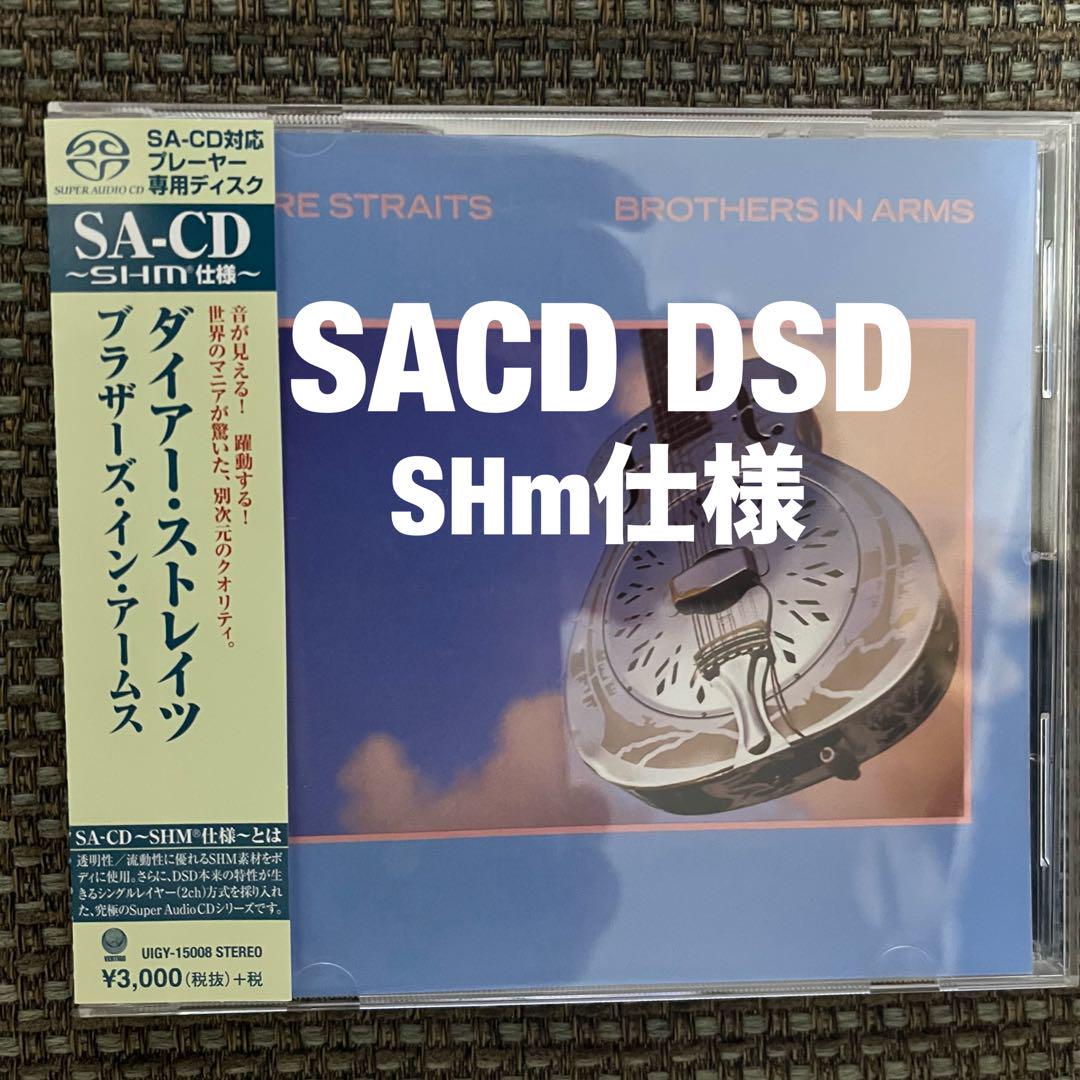 SA-CD対応
プレーヤー
専用ディスク
SUPER AUDIO CD
SA-CD
～SHM®仕様～
音が見える！ 躍動する！
世界のマニアが驚いた、別次元のクオリティ。
ダイアー・ストレイツ
ブラザーズ・イン・アームス
SA-CD～SHM®仕様～とは
透明性／流動性に優れるSHM素材をボ
ディに使用。さらに、DSD本来の特性が生
きるシングルレイヤー(2ch)方式を採り入れ
た、究極のSuper Audio CDシリーズです。
VERTIGO
UIGY-15008 STEREO
¥3,000(税抜)+税
RE STRAITS
BROTHERS IN ARMS
SACD DSD
SHm仕様